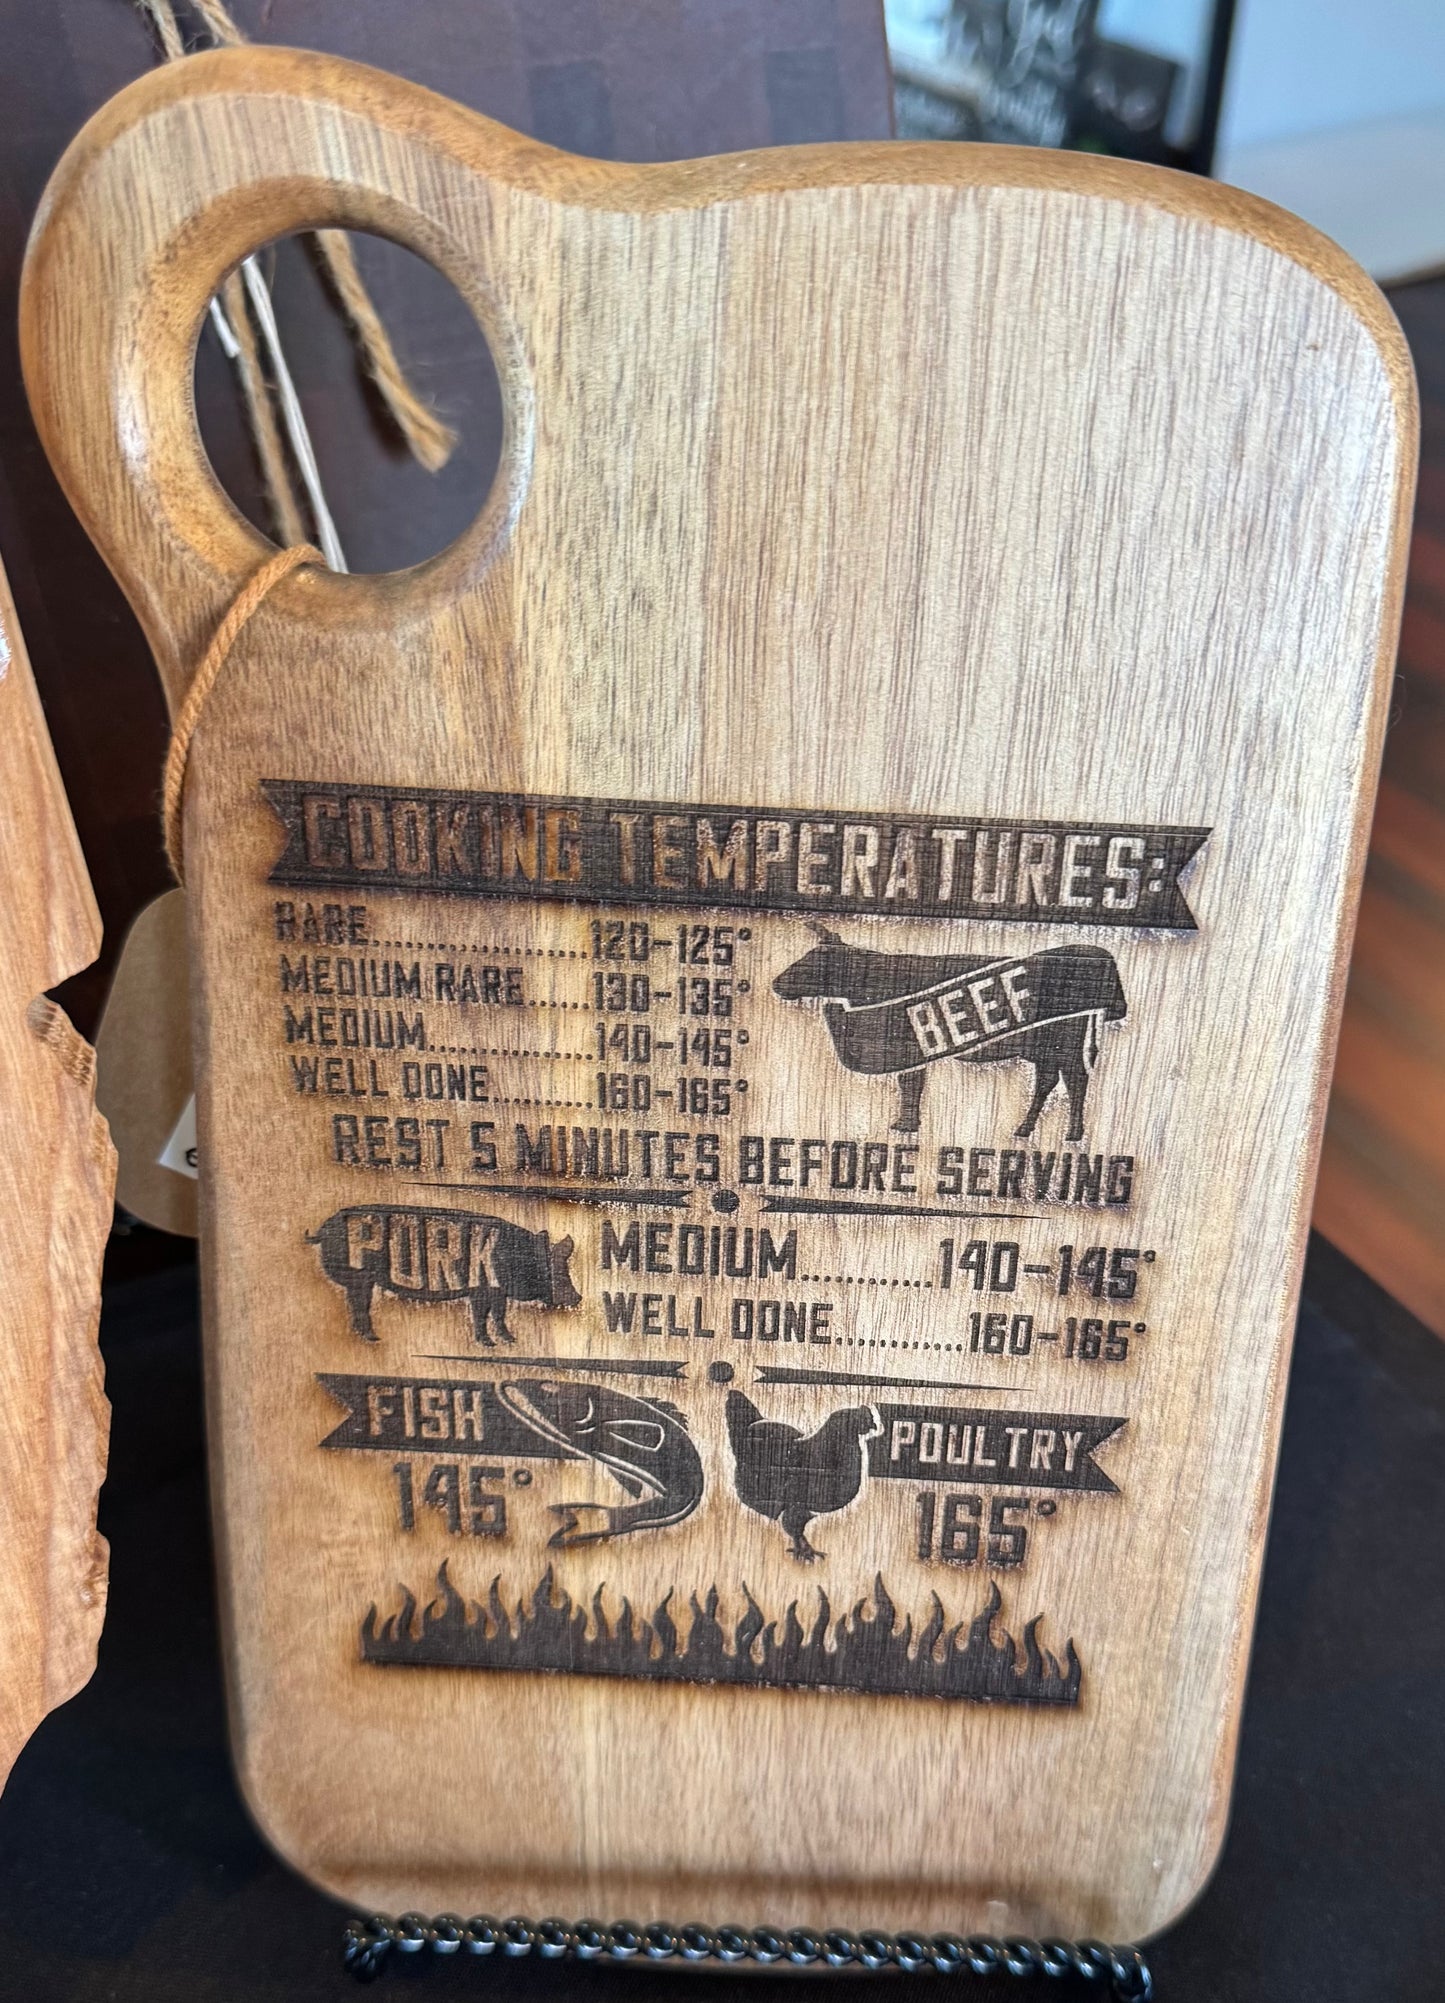 COOKING TEMPERATURES:
RARE....................120-125°
MEDIUM RARE......130-135°
MEDIUM................140-145°
WELL DONE..........160-165°
BEEF
REST 5 MINUTES BEFORE SERVING
PORK
MEDIUM............140-145°
WELL DONE............160-165°
FISH
145°
POULTRY
165°